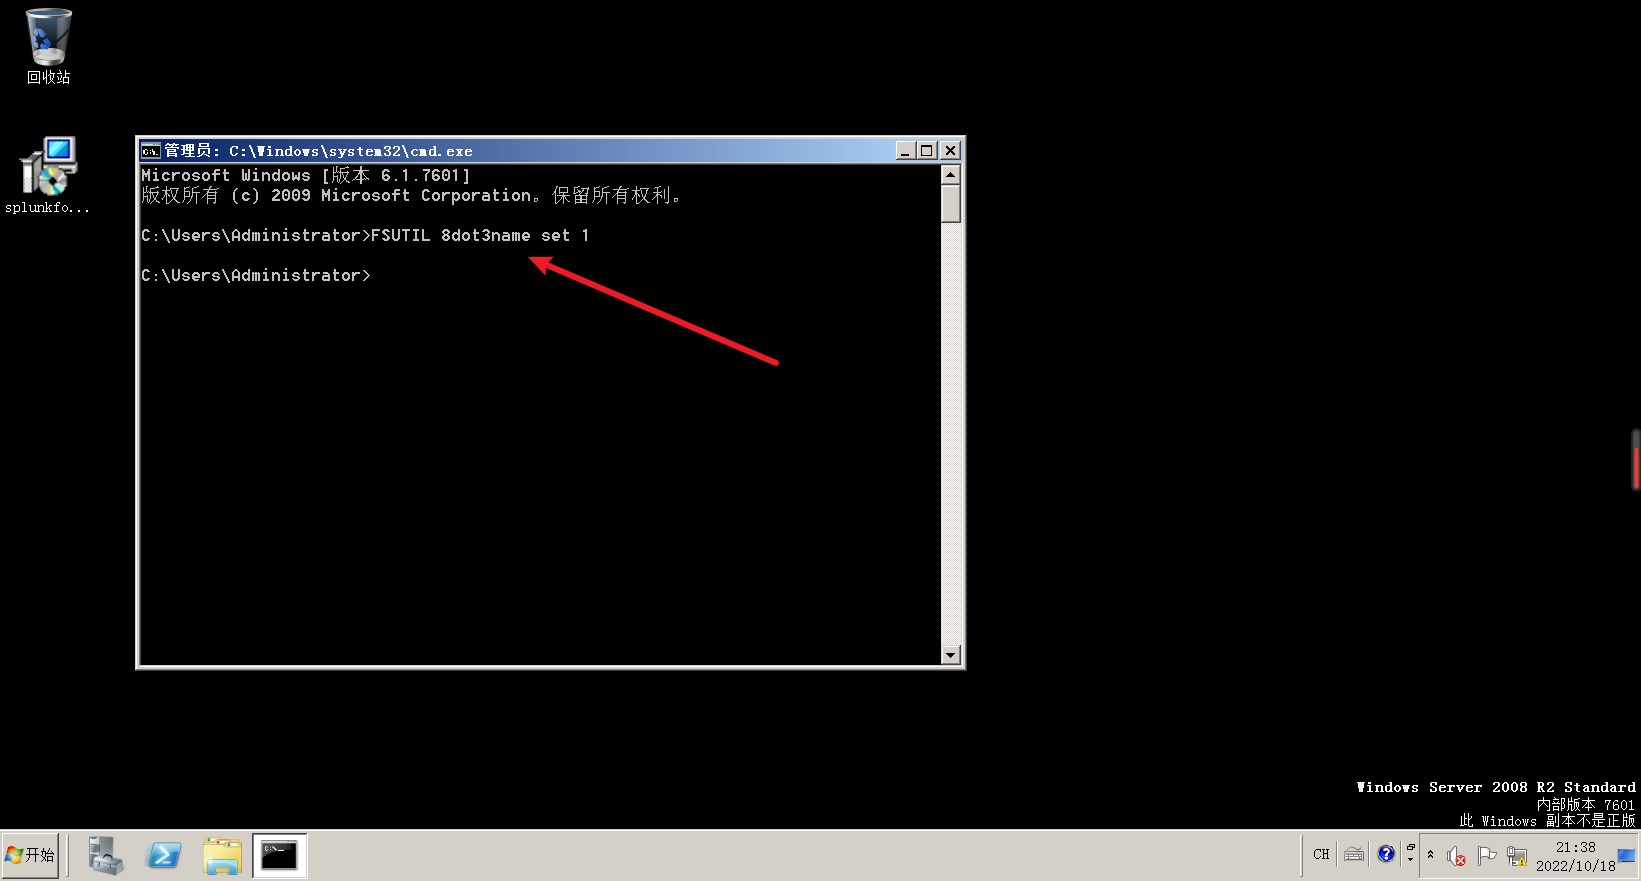 回收站
splunkfo...
管理员: C:\Windows\system32\cmd.exe
Microsoft Windows [版本 6.1.7601]
版权所有 (c) 2009 Microsoft Corporation。保留所有权利。
C:\Users\Administrator>FSUTIL 8dot3name set 1
C:\Users\Administrator>
Windows Server 2008 R2 Standard
内部版本 7601
此 Windows 副本不是正版
开始
CH
21:38
2022/10/18